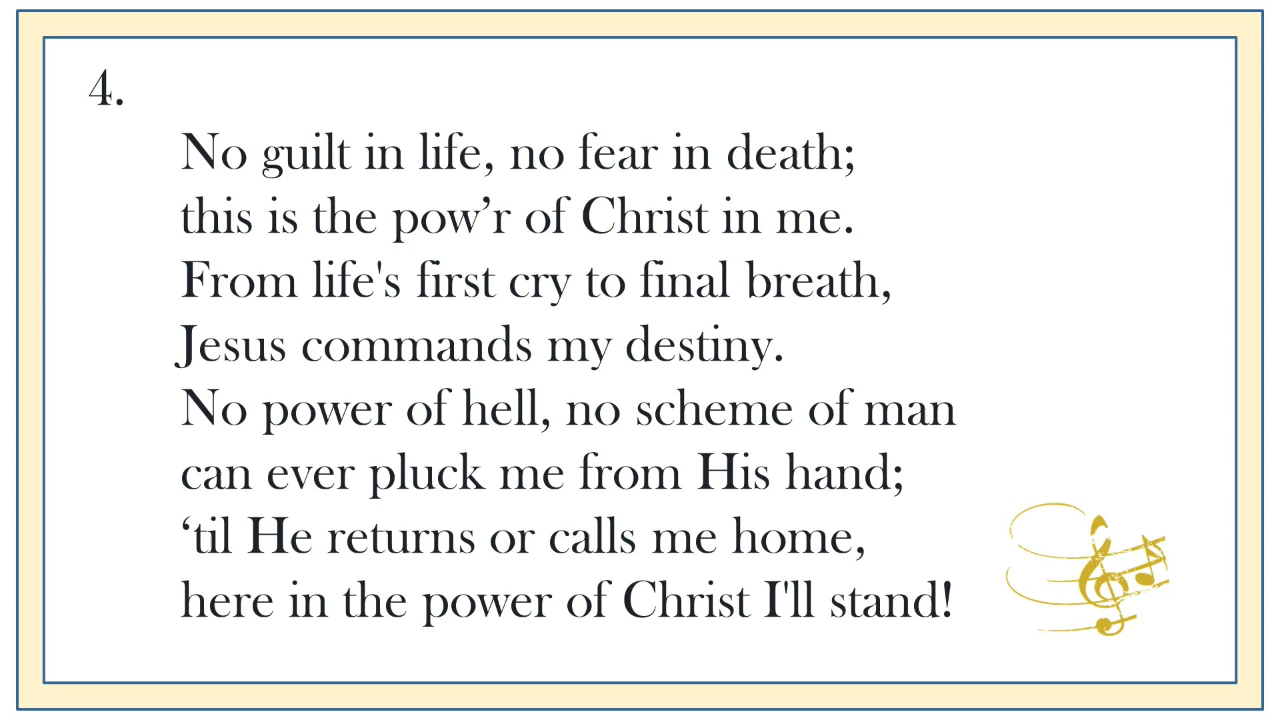 4.
No guilt in life, no fear in death;
this is the pow’r of Christ in me.
From life's first cry to final breath,
Jesus commands my destiny.
No power of hell, no scheme of man
can ever pluck me from His hand;
‘til He returns or calls me home,
here in the power of Christ I'll stand!